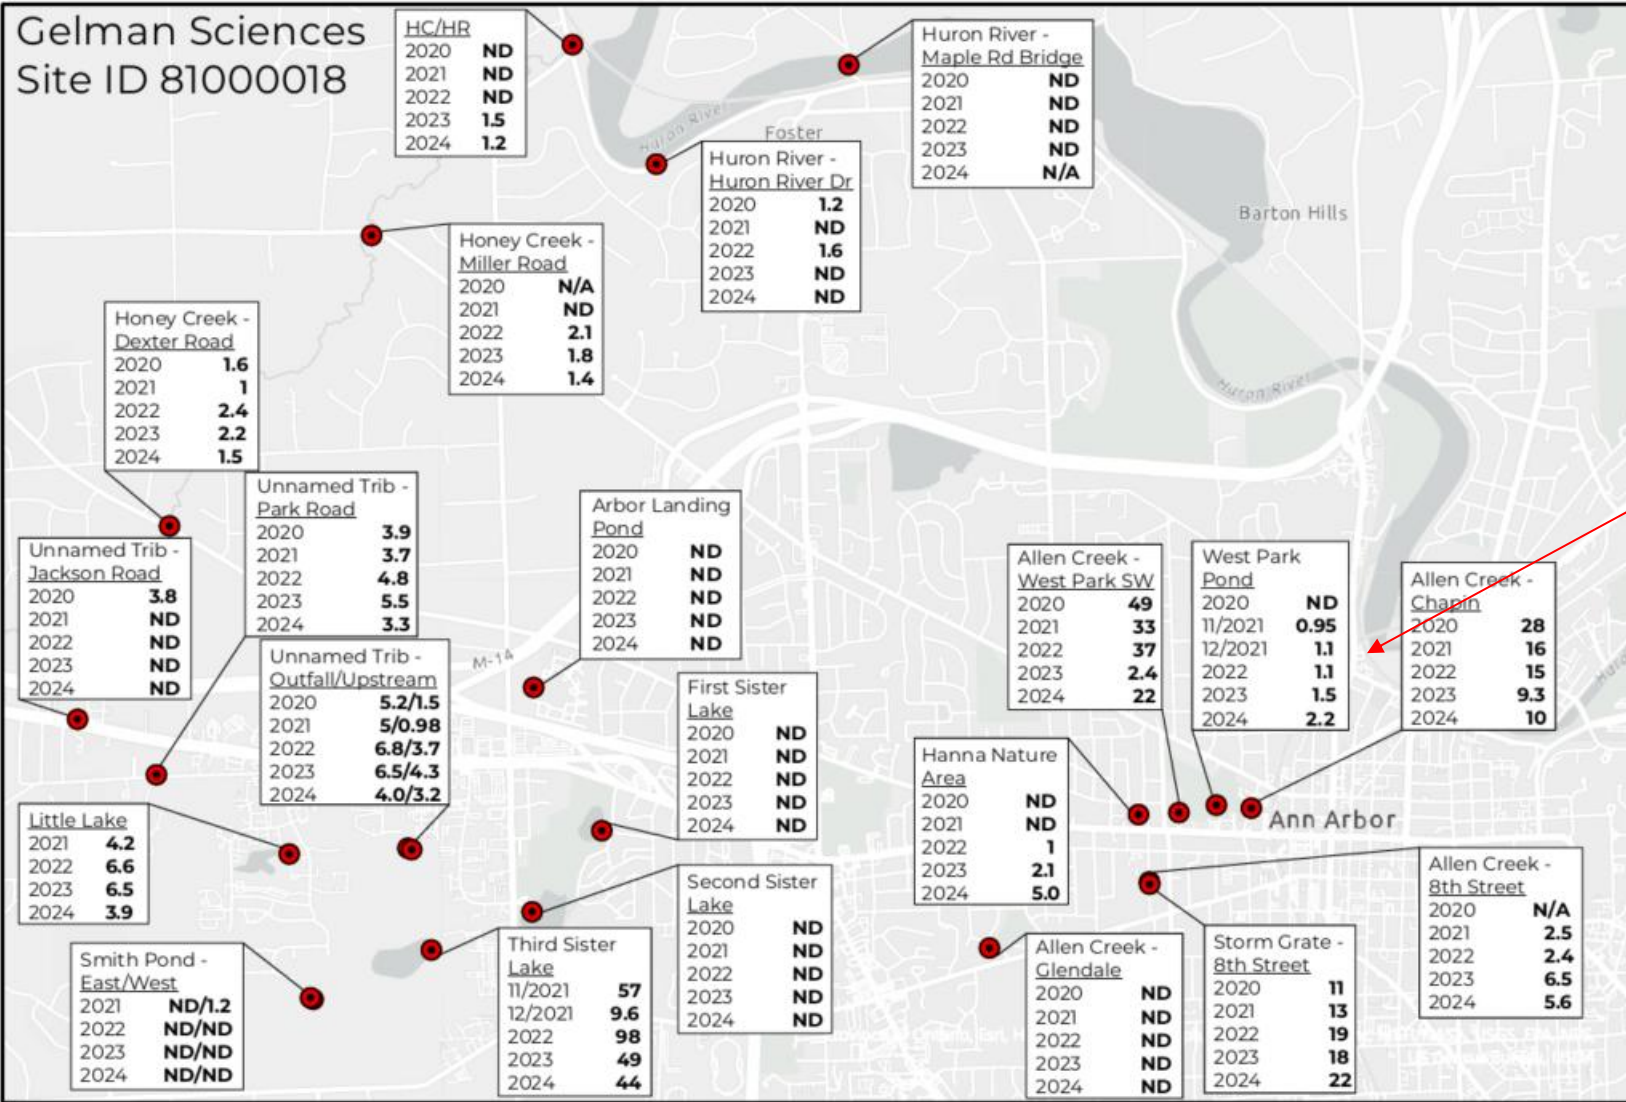 Gelman Sciences
Site ID 81000018
HC/HR
2020 ND
2021 ND
2022 ND
2023 1.5
2024 1.2
Huron River -
Maple Rd Bridge
2020 ND
2021 ND
2022 ND
2023 ND
2024 N/A
Huron River
Foster
Huron River -
Huron River Dr
2020 1.2
2021 ND
2022 1.6
2023 ND
2024 ND
Barton Hills
Honey Creek -
Miller Road
2020 N/A
2021 ND
2022 2.1
2023 1.8
2024 1.4
Honey Creek -
Dexter Road
2020 1.6
2021 1
2022 2.4
2023 2.2
2024 1.5
Huron River
Unnamed Trib -
Park Road
2020 3.9
2021 3.7
2022 4.8
2023 5.5
2024 3.3
Arbor Landing
Pond
2020 ND
2021 ND
2022 ND
2023 ND
2024 ND
Unnamed Trib -
Jackson Road
2020 3.8
2021 ND
2022 ND
2023 ND
2024 ND
Allen Creek -
West Park SW
2020 49
2021 33
2022 37
2023 2.4
2024 22
West Park
Pond
2020 ND
11/2021 0.95
12/2021 1.1
2022 1.1
2023 1.5
2024 2.2
Allen Creek -
Chapin
2020 28
2021 16
2022 15
2023 9.3
2024 10
Unnamed Trib -
Outfall/Upstream
2020 5.2/1.5
2021 5/0.98
2022 6.8/3.7
2023 6.5/4.3
2024 4.0/3.2
M-14
First Sister
Lake
2020 ND
2021 ND
2022 ND
2023 ND
2024 ND
Hanna Nature
Area
2020 ND
2021 ND
2022 1
2023 2.1
2024 5.0
Ann Arbor
Little Lake
2021 4.2
2022 6.6
2023 6.5
2024 3.9
Second Sister
Lake
2020 ND
2021 ND
2022 ND
2023 ND
2024 ND
Allen Creek -
8th Street
2020 N/A
2021 2.5
2022 2.4
2023 6.5
2024 5.6
Smith Pond -
East/West
2021 ND/1.2
2022 ND/ND
2023 ND/ND
2024 ND/ND
Third Sister
Lake
11/2021 57
12/2021 9.6
2022 98
2023 49
2024 44
Allen Creek -
Glendale
2020 ND
2021 ND
2022 ND
2023 ND
2024 ND
Storm Grate -
8th Street
2020 11
2021 13
2022 19
2023 18
2024 22